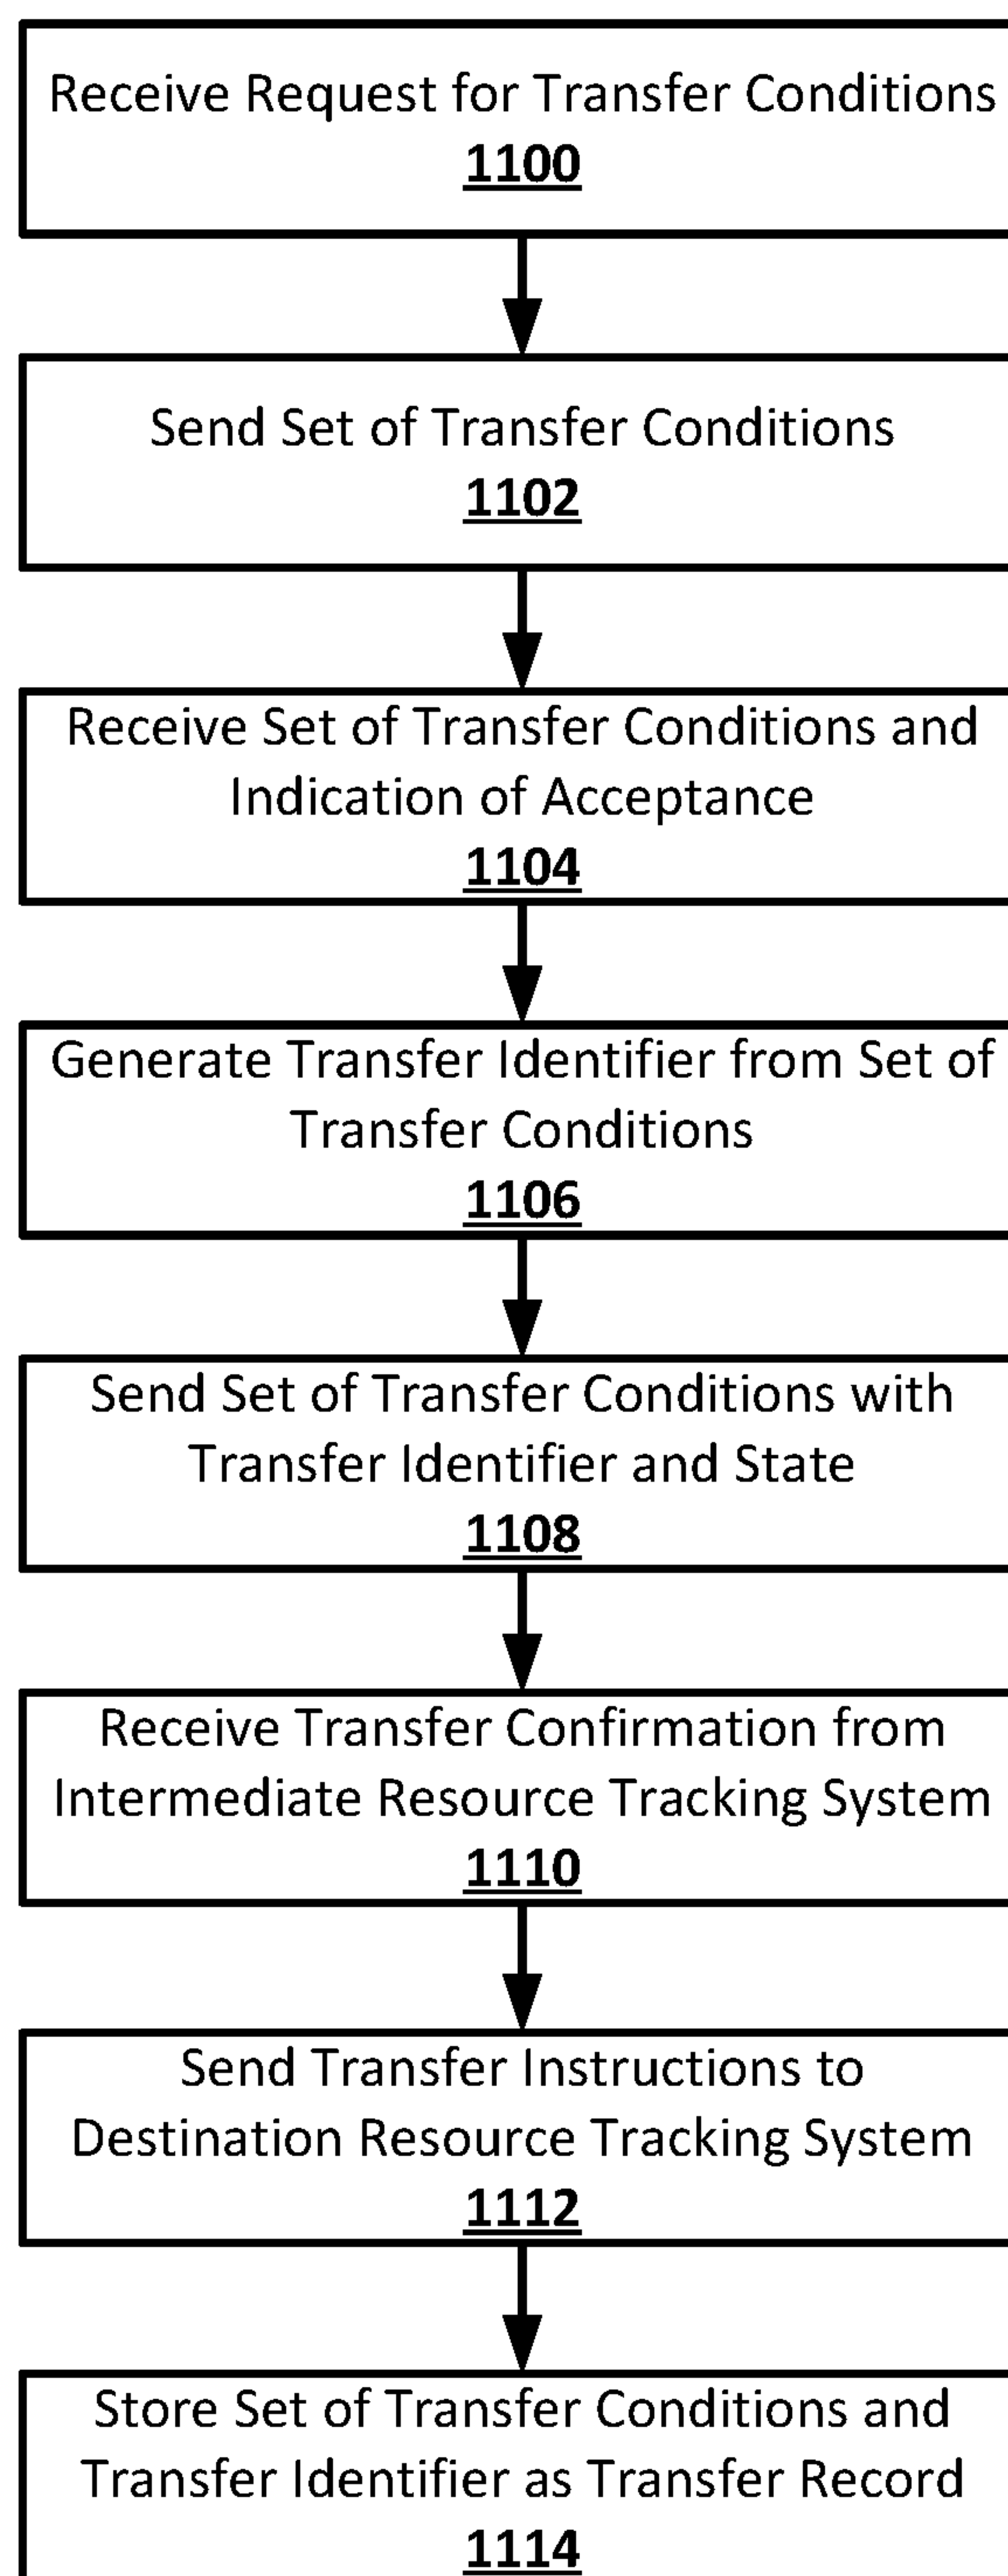 Receive Request for Transfer Conditions
1100
Send Set of Transfer Conditions
1102
Receive Set of Transfer Conditions and
Indication of Acceptance
1104
Generate Transfer Identifier from Set of
Transfer Conditions
1106
Send Set of Transfer Conditions with
Transfer Identifier and State
1108
Receive Transfer Confirmation from
Intermediate Resource Tracking System
1110
Send Transfer Instructions to
Destination Resource Tracking System
1112
Store Set of Transfer Conditions and
Transfer Identifier as Transfer Record
1114